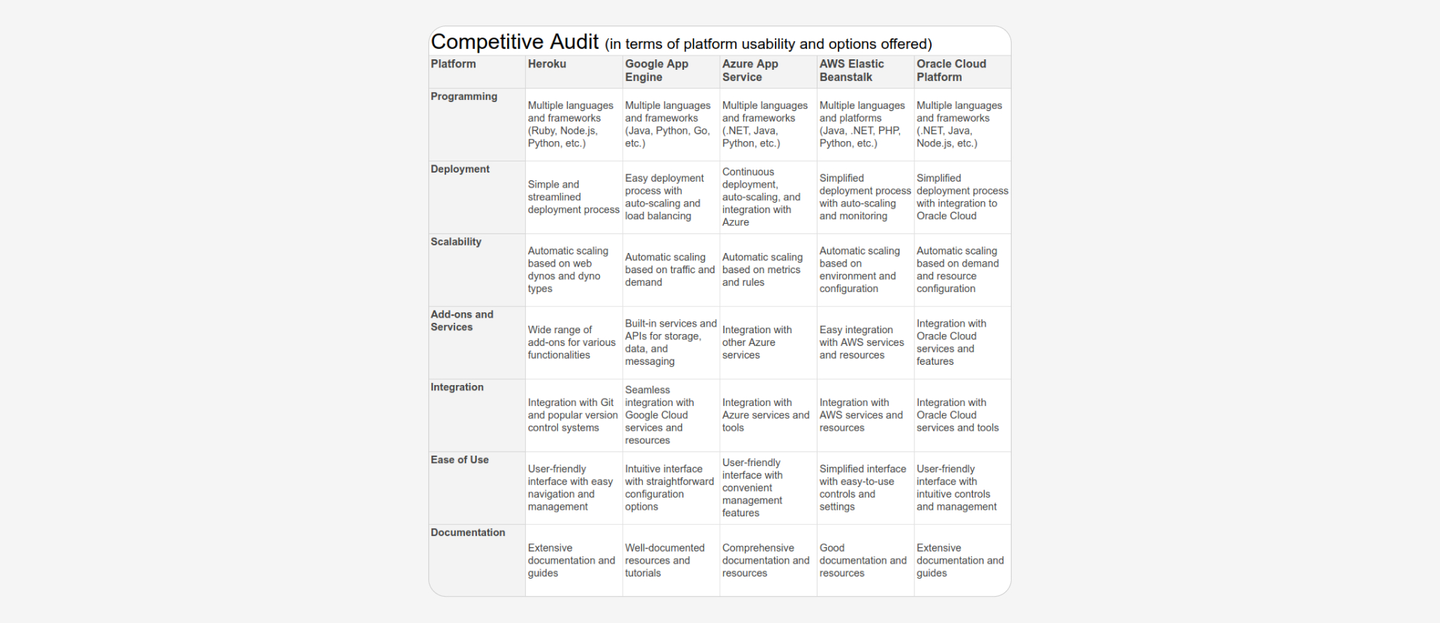 Competitive Audit (in terms of platform usability and options offered)
Platform
Heroku
Google App
Engine
Azure App
Service
AWS Elastic
Beanstalk
Oracle Cloud
Platform
Programming
Multiple languages
and frameworks
(Ruby, Node.js,
Python, etc.)
Multiple languages
and frameworks
(Java, Python, Go,
etc.)
Multiple languages
and frameworks
(.NET, Java,
Python, etc.)
Multiple languages
and platforms
(Java, .NET, PHP,
Python, etc.)
Multiple languages
and frameworks
(.NET, Java,
Node.js, etc.)
Deployment
Simple and
streamlined
deployment process
Easy deployment
process with
auto-scaling and
load balancing
Continuous
deployment,
auto-scaling, and
integration with
Azure
Simplified
deployment process
with auto-scaling
and monitoring
Simplified
deployment process
with integration to
Oracle Cloud
Scalability
Automatic scaling
based on web
dynos and dyno
types
Automatic scaling
based on traffic and
demand
Automatic scaling
based on metrics
and rules
Automatic scaling
based on
environment and
configuration
Automatic scaling
based on demand
and resource
configuration
Add-ons and
Services
Wide range of
add-ons for various
functionalities
Built-in services and
APIs for storage,
data, and
messaging
Integration with
other Azure
services
Easy integration
with AWS services
and resources
Integration with
Oracle Cloud
services and
features
Integration
Integration with Git
and popular version
control systems
Seamless
integration with
Google Cloud
services and
resources
Integration with
Azure services and
tools
Integration with
AWS services and
resources
Integration with
Oracle Cloud
services and tools
Ease of Use
User-friendly
interface with easy
navigation and
management
Intuitive interface
with straightforward
configuration
options
User-friendly
interface with
convenient
management
features
Simplified interface
with easy-to-use
controls and
settings
User-friendly
interface with
intuitive controls
and management
Documentation
Extensive
documentation and
guides
Well-documented
resources and
tutorials
Comprehensive
documentation and
resources
Good
documentation and
resources
Extensive
documentation and
guides